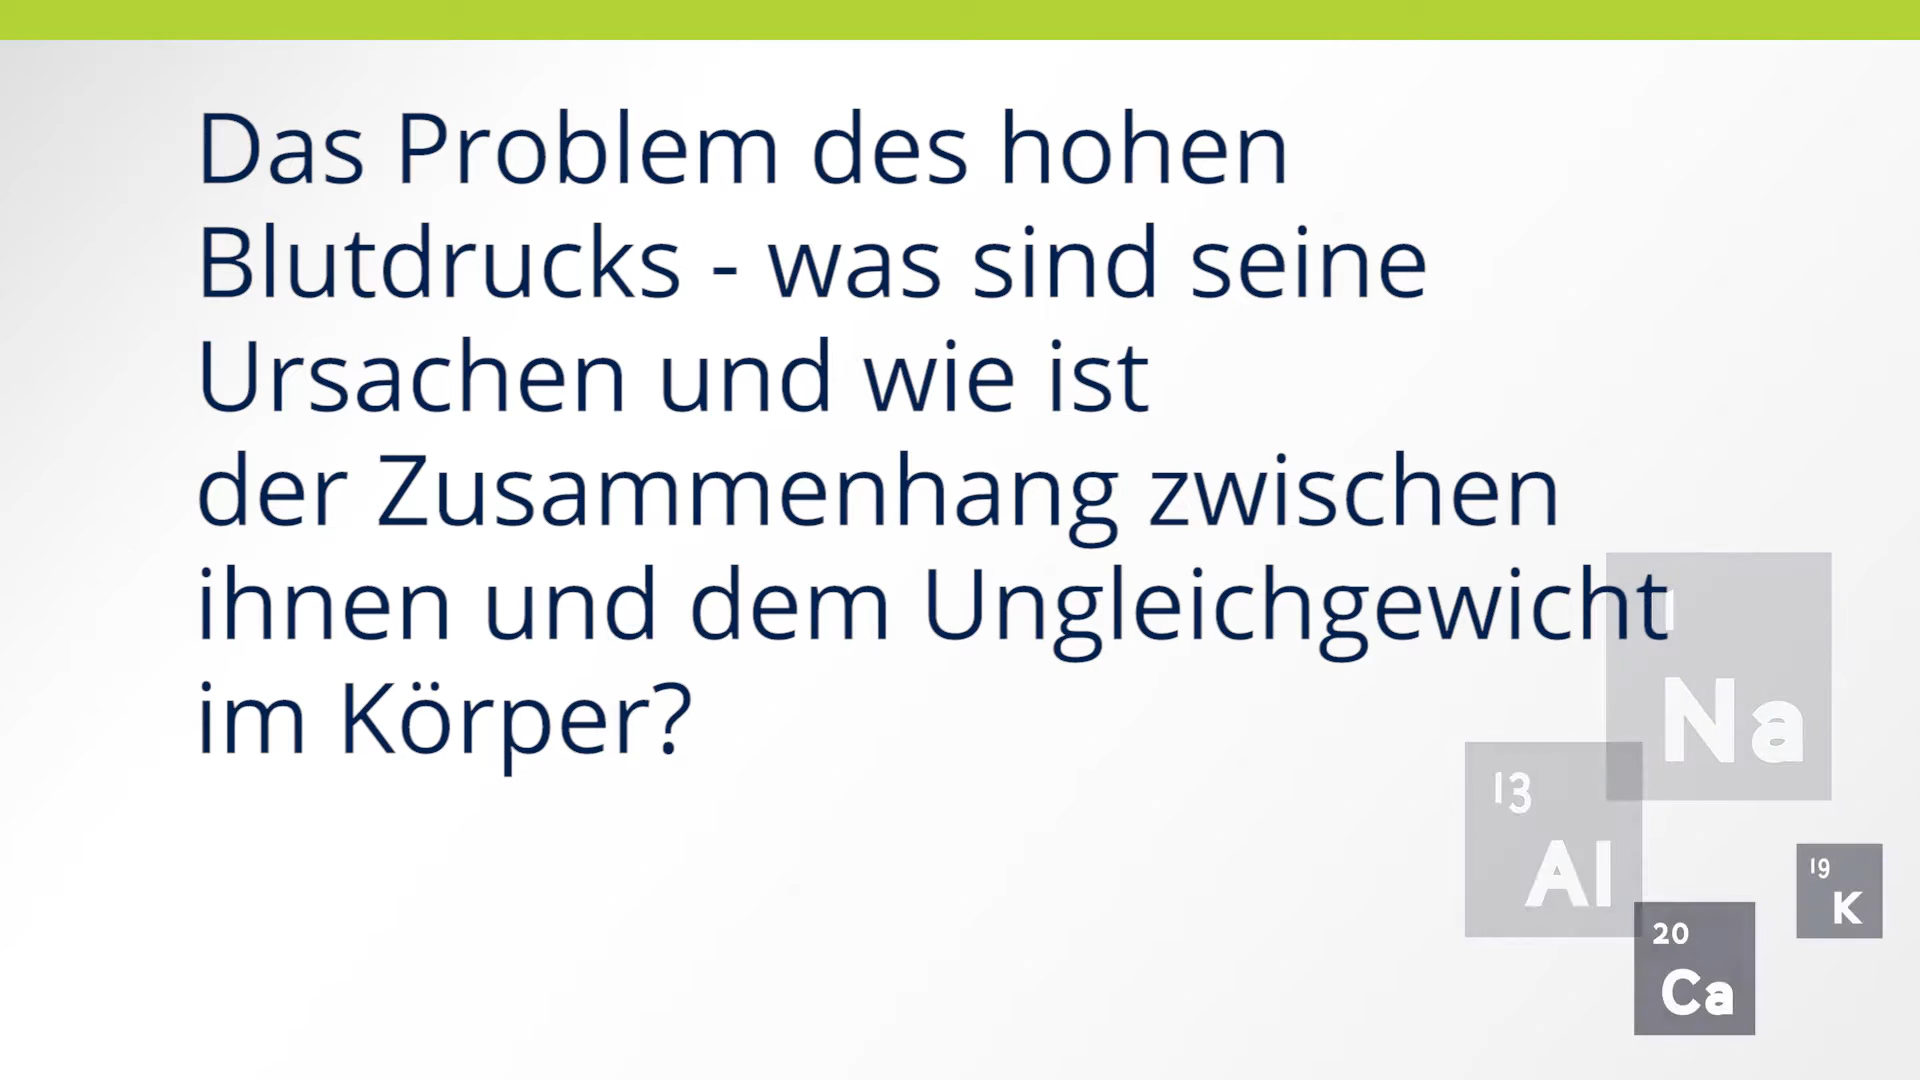 Das Problem des hohen
Blutdrucks - was sind seine
Ursachen und wie ist
der Zusammenhang zwischen
ihnen und dem Ungleichgewicht
im Körper?
Na
13
Al
19
K
20
Ca